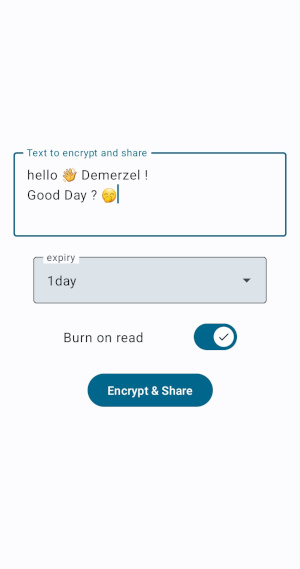 Text to encrypt and share
hello 👋 Demerzel !
Good Day ? 🤭
expiry
1day
Burn on read
Encrypt & Share